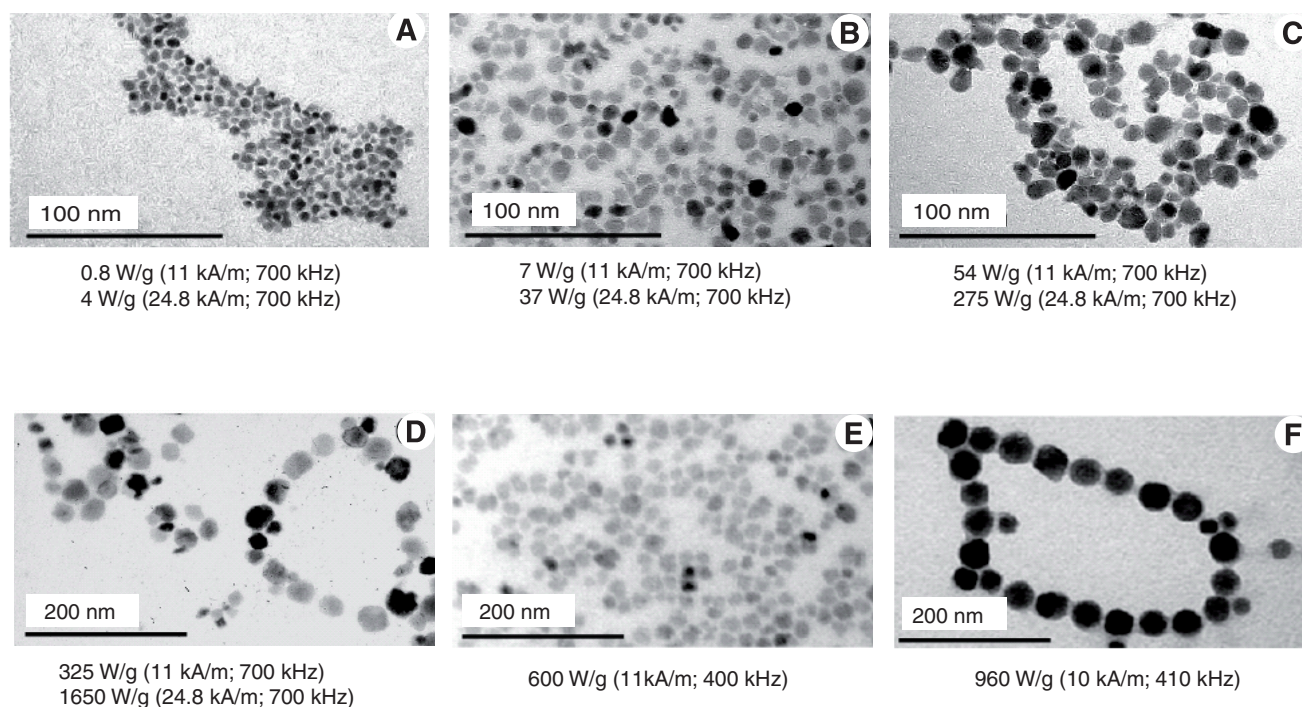 A
B
C
100 nm
100 nm
100 nm
0.8 W/g (11 kA/m; 700 kHz)
4 W/g (24.8 kA/m; 700 kHz)
7 W/g (11 kA/m; 700 kHz)
37 W/g (24.8 kA/m; 700 kHz)
54 W/g (11 kA/m; 700 kHz)
275 W/g (24.8 kA/m; 700 kHz)
D
E
F
200 nm
200 nm
200 nm
325 W/g (11 kA/m; 700 kHz)
1650 W/g (24.8 kA/m; 700 kHz)
600 W/g (11kA/m; 400 kHz)
960 W/g (10 kA/m; 410 kHz)